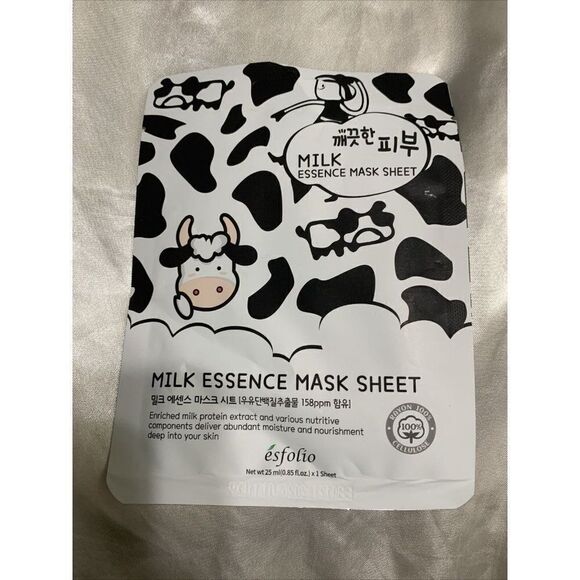 깨끗한 피부
MILK
ESSENCE MASK SHEET
MILK ESSENCE MASK SHEET
밀크 에센스 마스크 시트 [우유단백질추출물 158ppm 함유]
Enriched milk protein extract and various nutritive
components deliver abundant moisture and nourishment
deep into your skin
100%
CELLULOSE
esfolio
Net wt 25 ml(0.85 fl.oz.) x 1 Sheet